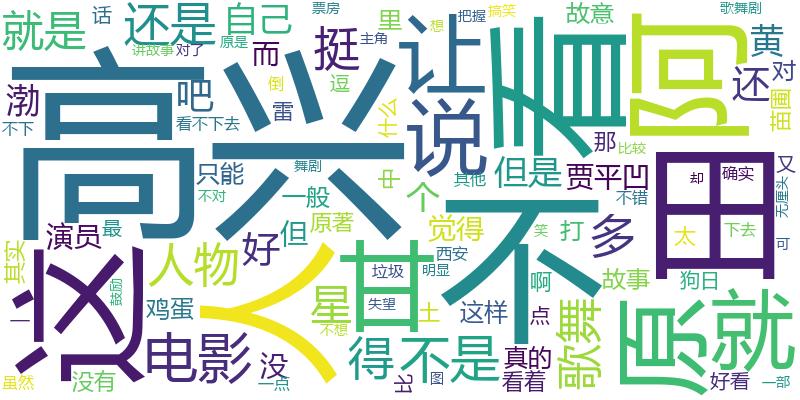 就是
话
还是
自己
票房
里
挺
让
想
把握
搞笑
故意
歌舞剧
讲故事
对了
原是
而
主角
黄
渤
高兴
吧
雷
倒
逗
什么
说
看
阿
还
对
苗圃
不下
看不下去
只能
舞剧
中
个
其他
但是
那
比较
贾平凹
不错
田
却
确实
又
无厘头
不对
一般
原著
但
觉得
笑
打
多
太
下去
可
其实
演员
最
人物
好
甘
垃圾
西安
明显
不
啊
故事
狗日
这
鼓励
鸡蛋
人
星
失望
土
这样
点
歌舞
原
就
一
电影
没
不想
得
不是
真的
虽然
没有
一点
图
看着
好看
一部